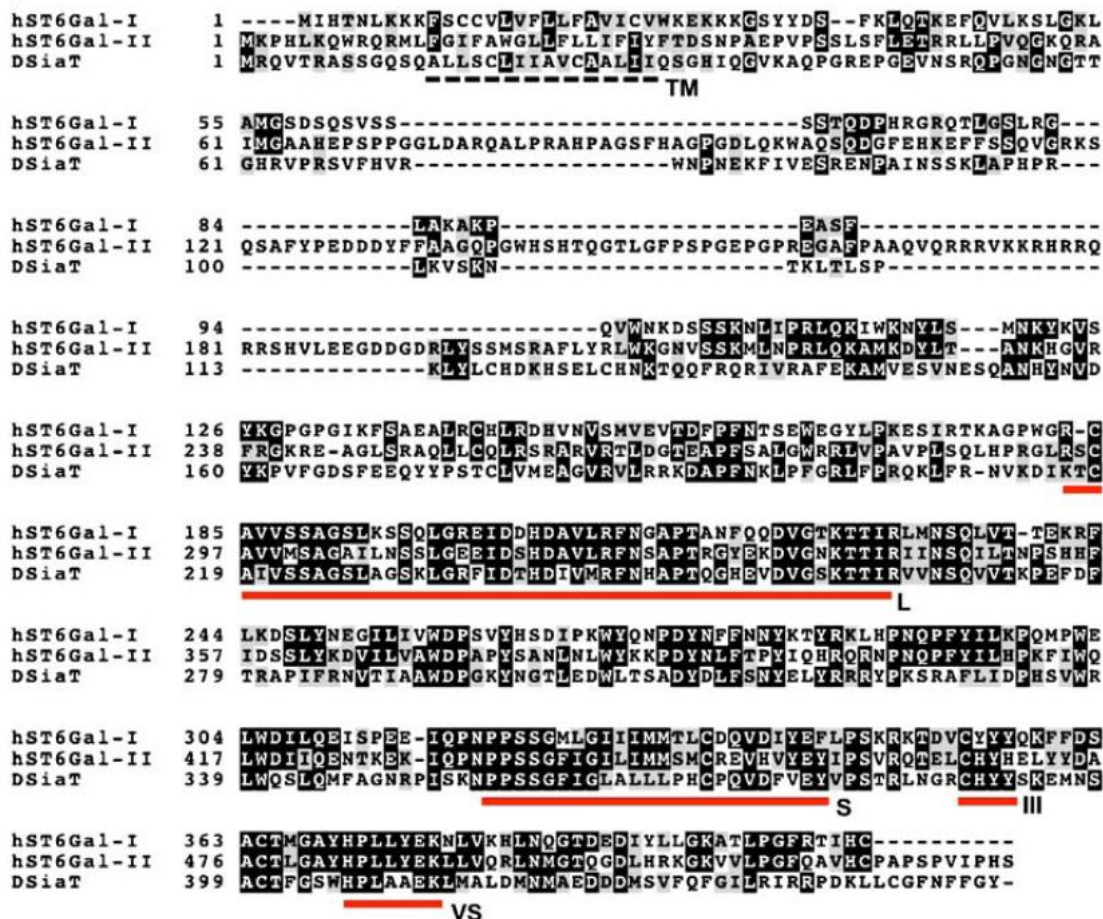 hST6Gal-I 1 ----MIHTNLKKKFSCCVLVFLLFAVICVWKEKKKGSYYDS--FKLQTKEFQVLKSLGKL
hST6Gal-II 1 MKPHLKQWRQRMLFGIFAWGLLFLLIFIYFTDSNPAEPVPSSLSFLETRRLLPVQGKQRA
DSiaT 1 MRQVTRASSGQSQALLSCLIIAVCAALIIQSGHIQGVKAQPGREPGEVNSRQPGNGNGTT
TM
hST6Gal-I 55 AMGSDSQSVSS----------------------------SSTQDPHRGRQTLGSLRG---
hST6Gal-II 61 IMGAAHEPSPPGGLDARQALPRAHPAGSFHAGPGDLQKWAQSQDGFEHKEFFSSQVGRKS
DSiaT 61 GHRVPRSVFHVR------------------WNPNEKFIVESRENPAINSSKLAPHPR---
hST6Gal-I 84 ------------LAKAKP---------------------EASF-----------------
hST6Gal-II 121 QSAFYPEDDDYFFAAGQPGWHSHTQGTLGFPSPGEPGPREGAFPAAQVQRRRVKKRHRRQ
DSiaT 100 ------------LKVSKN--------------------TKLTLSP---------------
hST6Gal-I 94 -------------------------QVWNKDSSSKNLIPRLQKIWKNYLS---MNKYKVS
hST6Gal-II 181 RRSHVLEEGDDGDRLYSSMSRAFLYRLWKGNVSSKMLNPRLQKAMKDYLT---ANKHGVR
DSiaT 113 -------------KLYLCHDKHSELCHNKTQQFRQRIVRAFEKAMVESVNESQANHYNVD
hST6Gal-I 126 YKGPGPGIKFSAEALRCHLRDHVNVSMVEVTDFPFNTSEWEGYLPKESIRTKAGPWGR-C
hST6Gal-II 238 FRGKRE-AGLSRAQLLCQLRSRARVRTLDGTEAPFSALGWRRLVPAVPLSQLHPRGLRSC
DSiaT 160 YKPVFGDSFEEQYYPSTCLVMEAGVRVLRRKDAPFNKLPFGRLFPRQKLFR-NVKDIKTC
hST6Gal-I 185 AVVSSAGSLKSSQLGREIDDHDAVLRFNGAPTANFQQDVGTKTTIRLMNSQLVT-TEKRF
hST6Gal-II 297 AVVMSAGAILNSSLGEEIDSHDAVLRFNSAPTRGYEKDVGNKTTIRIINSQILTNPSHHF
DSiaT 219 AIVSSAGSLAGSKLGRFIDTHDIVMRFNHAPTQGHEVDVGSKTTIRVVNSQVVTKPEFDF
L
hST6Gal-I 244 LKDSLYNEGILIVWDPSVYHSDIPKWYQNPDYNFFNNYKTYRKLHPNQPFYILKPQMPWE
hST6Gal-II 357 IDSSLYKDVILVAWDPAPYSANLNLWYKKPDYNLFTPYIQHRQRNPNQPFYILHPKFIWQ
DSiaT 279 TRAPIFRNVTIAAWDPGKYNGTLEDWLTSADYDLFSNYELYRRRYPKSRAFLIDPHSVWR
hST6Gal-I 304 LWDILQEISPEE-IQPNPPSSGMLGIIIMMTLCDQVDIYEFLPSKRKTDVCYYYQKFFDS
hST6Gal-II 417 LWDIIQENTKEK-IQPNPPSSGFIGILIMMSMCREVHVYEYIPSVRQTELCHYHELYYDA
DSiaT 339 LWQSLQMFAGNRPISKNPPSSGFIGLALLLPHCPQVDFVEYVPSTRLNGRCHYYSKEMNS
S III
hST6Gal-I 363 ACTMGAYHPLLYEKNLVKHLNQGTDEDIYLLGKATLPGFRTIHC----------
hST6Gal-II 476 ACTLGAYHPLLYEKLLVQRLNMGTQGDLHRKGKVVLPGFQAVHCPAPSPVIPHS
DSiaT 399 ACTFGSWHPLAAEKLMALDMNMAEDDDMSVFQFGILRIRRPDKLLCGFNFFGY-
VS